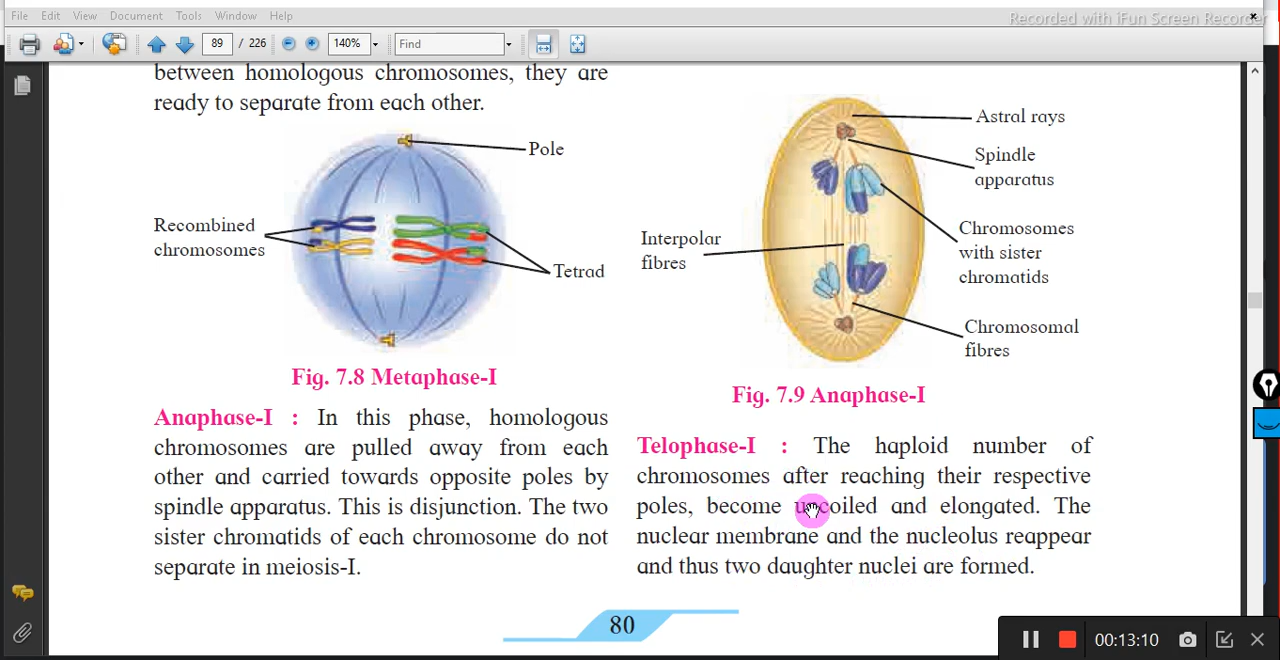 File Edit View Document Tools Window Help
Recorded with iFun Screen Recorder
89 / 226 140% Find
between homologous chromosomes, they are
ready to separate from each other.
Pole
Recombined
chromosomes
Tetrad
Fig. 7.8 Metaphase-I
Anaphase-I : In this phase, homologous
chromosomes are pulled away from each
other and carried towards opposite poles by
spindle apparatus. This is disjunction. The two
sister chromatids of each chromosome do not
separate in meiosis-I.
Astral rays
Spindle
apparatus
Chromosomes
with sister
chromatids
Interpolar
fibres
Chromosomal
fibres
Fig. 7.9 Anaphase-I
Telophase-I : The haploid number of
chromosomes after reaching their respective
poles, become uncoiled and elongated. The
nuclear membrane and the nucleolus reappear
and thus two daughter nuclei are formed.
80
00:13:10